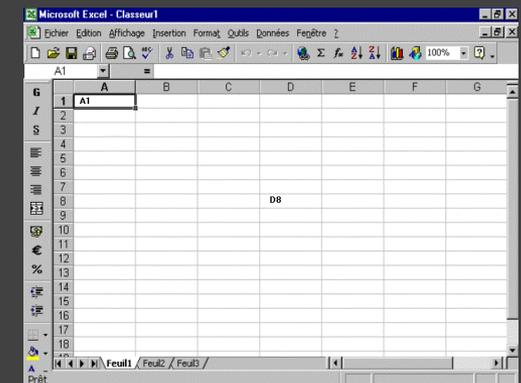 Microsoft Excel - Classeur1
Fichier Edition Affichage Insertion Format Outils Données Fenêtre ?
Σ fx 100% ?
A1 =
A B C D E F G
G
1 A1
I
2
S
3
4
5
6
7
8 D8
9
10
€
11
12
%
13
14
15
16
17
18
Feuil1 Feuil2 Feuil3
A
Prêt